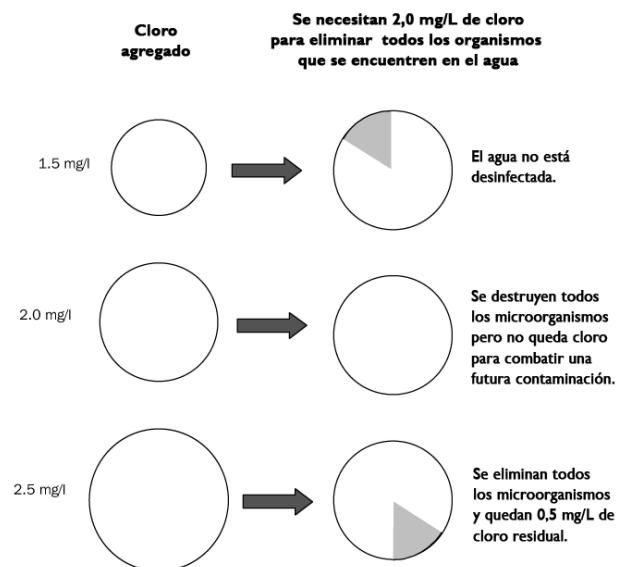 Cloro
agregado
Se necesitan 2,0 mg/L de cloro
para eliminar todos los organismos
que se encuentren en el agua
1.5 mg/l
El agua no está
desinfectada.
2.0 mg/l
Se destruyen todos
los microorganismos
pero no queda cloro
para combatir una
futura contaminación.
2.5 mg/l
Se eliminan todos
los microorganismos
y quedan 0,5 mg/L de
cloro residual.